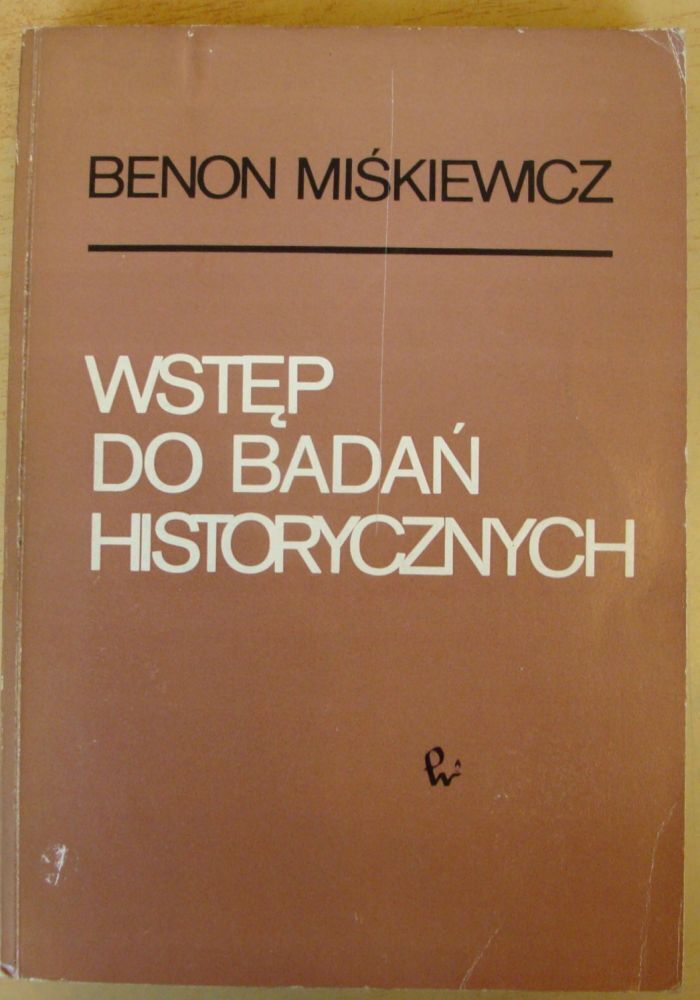 BENON MIŚKIEWICZ
WSTĘP
DO BADAŃ
HISTORYCZNYCH